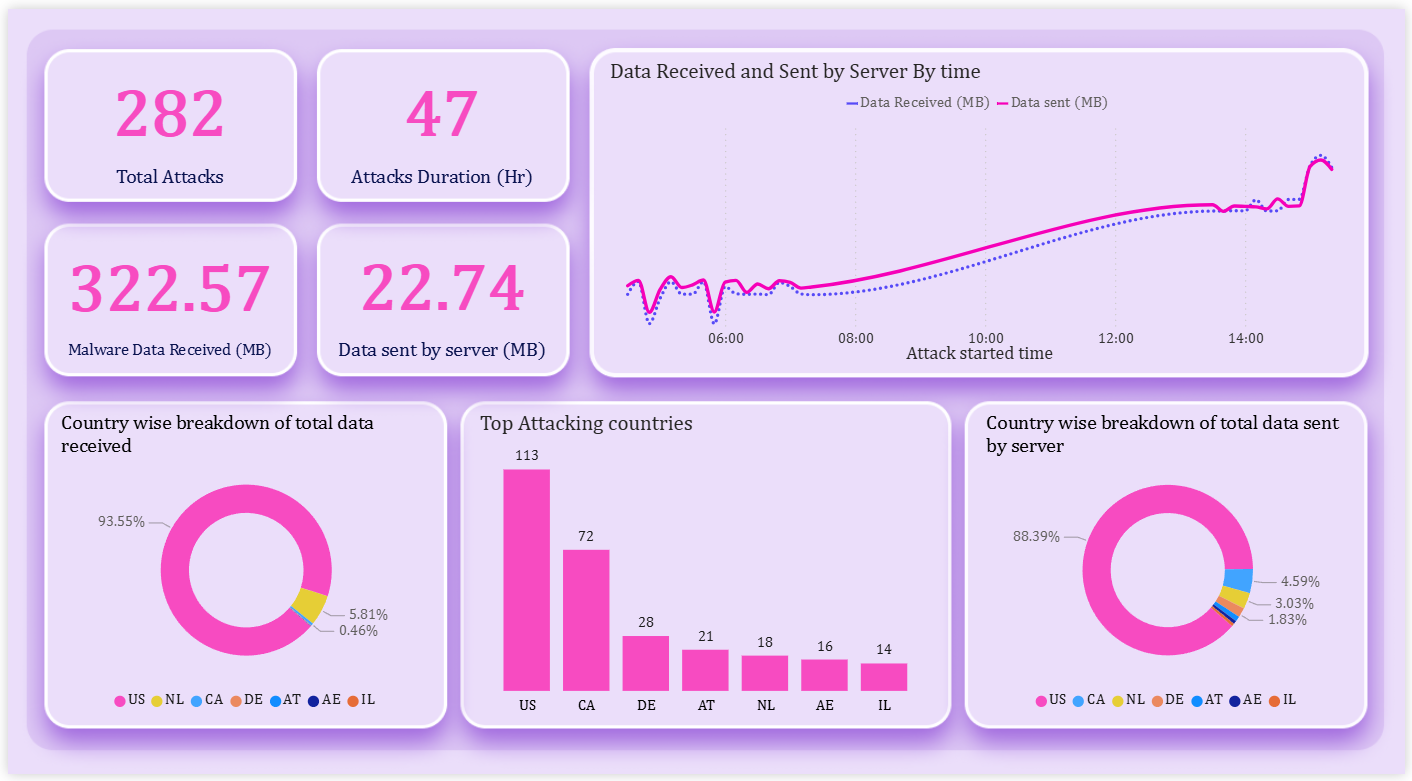 282
Total Attacks
47
Attacks Duration (Hr)
322.57
Malware Data Received (MB)
22.74
Data sent by server (MB)
Data Received and Sent by Server By time
Data Received (MB) Data sent (MB)
06:00 08:00 10:00 12:00 14:00
Attack started time
Country wise breakdown of total data
received
93.55%
5.81%
0.46%
US NL CA DE AT AE IL
Top Attacking countries
113
72
28
21
18
16
14
US CA DE AT NL AE IL
Country wise breakdown of total data sent
by server
88.39%
4.59%
3.03%
1.83%
US CA NL DE AT AE IL